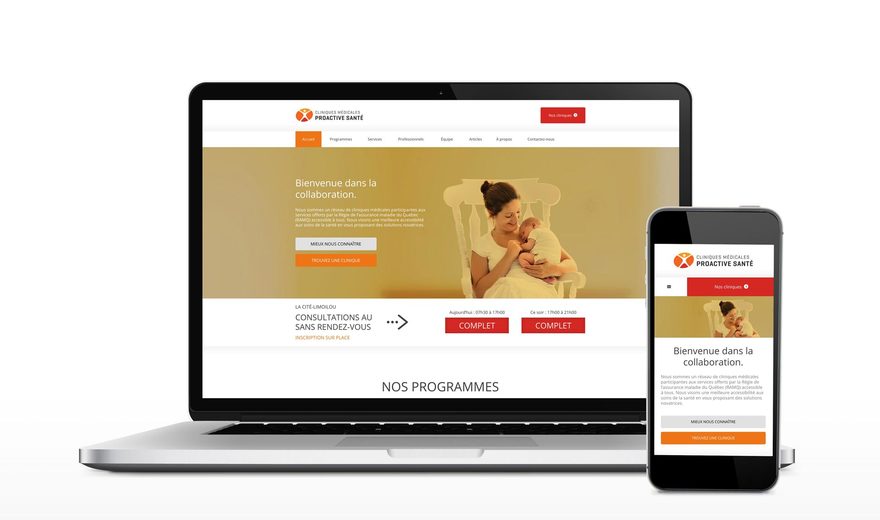 CLINIQUES MÉDICALES
PROACTIVE SANTÉ
Nos cliniques
Accueil Programmes Services Professionnels Équipe Articles À propos Contactez-nous
Bienvenue dans la
collaboration.
Nous sommes un réseau de cliniques médicales participantes aux
services offerts par la Régie de l'assurance maladie du Québec
(RAMQ) accessible à tous. Nous visons une meilleure accessibilité
aux soins de la santé en vous proposant des solutions novatrices.
MIEUX NOUS CONNAÎTRE
TROUVEZ UNE CLINIQUE
LA CITÉ-LIMOILOU
CONSULTATIONS AU
SANS RENDEZ-VOUS
INSCRIPTION SUR PLACE
Aujourd'hui : 07h30 à 17h00
COMPLET
Ce soir : 17h00 à 21h00
COMPLET
NOS PROGRAMMES
CLINIQUES MÉDICALES
PROACTIVE SANTÉ
Nos cliniques
Bienvenue dans la
collaboration.
Nous sommes un réseau de cliniques médicales
participantes aux services offerts par la Régie de
l'assurance maladie du Québec (RAMQ) accessible
à tous. Nous visons une meilleure accessibilité aux
soins de la santé en vous proposant des solutions
novatrices.
MIEUX NOUS CONNAÎTRE
TROUVEZ UNE CLINIQUE